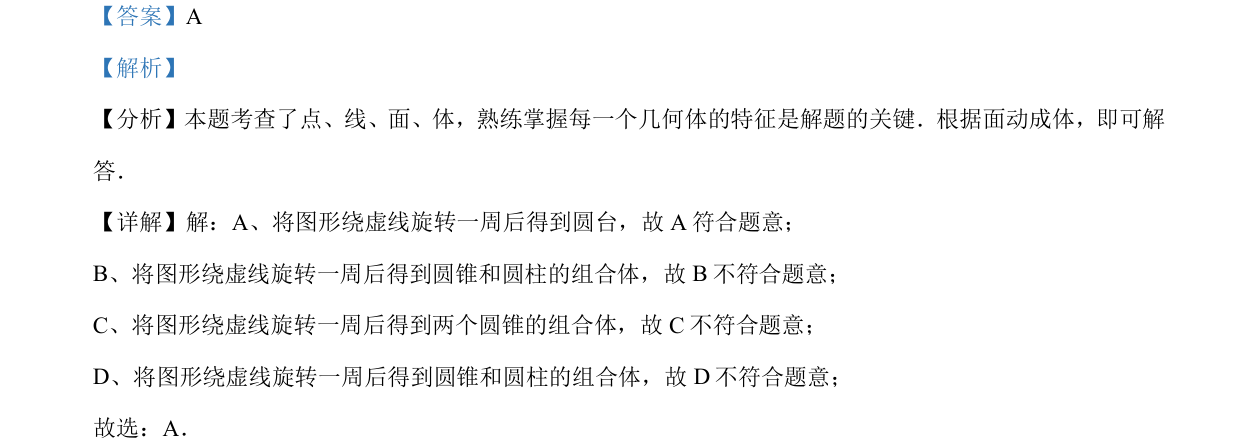 【答案】A
【解析】
【分析】本题考查了点、线、面、体，熟练掌握每一个几何体的特征是解题的关键．根据面动成体，即可解
答．
【详解】解：A、将图形绕虚线旋转一周后得到圆台，故 A 符合题意；
B、将图形绕虚线旋转一周后得到圆锥和圆柱的组合体，故 B 不符合题意；
C、将图形绕虚线旋转一周后得到两个圆锥的组合体，故 C 不符合题意；
D、将图形绕虚线旋转一周后得到圆锥和圆柱的组合体，故 D 不符合题意；
故选：A．